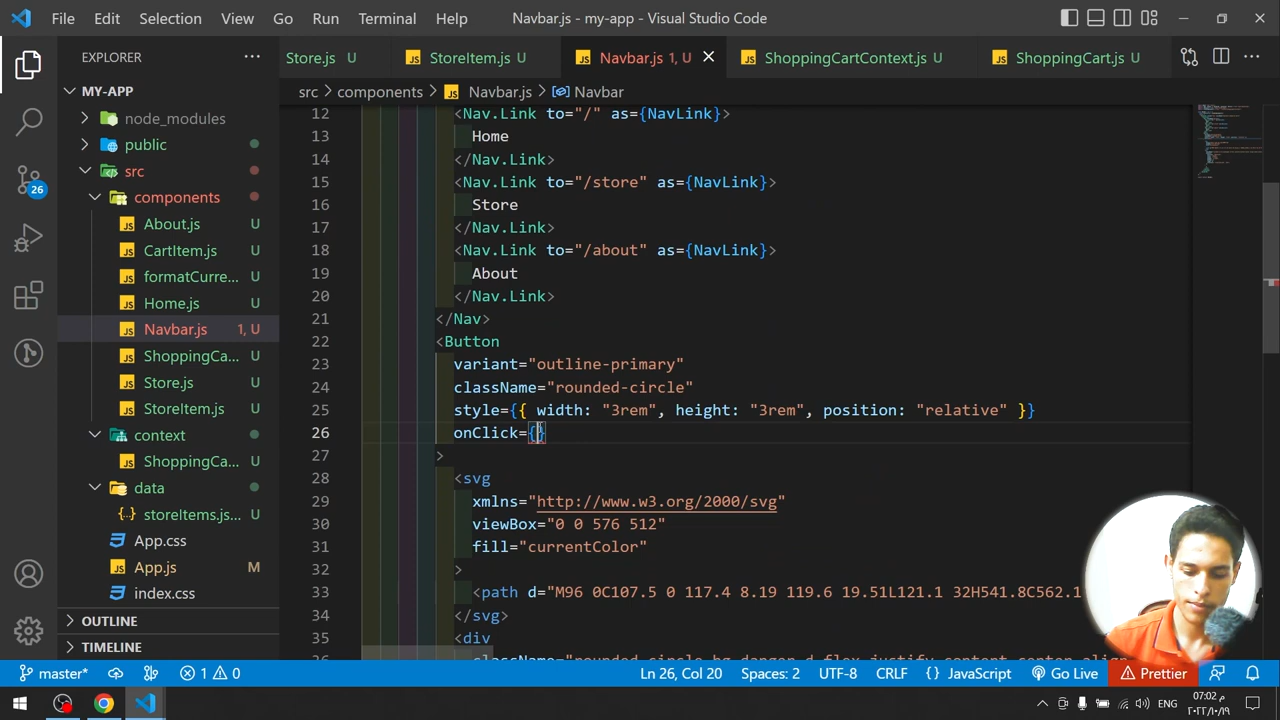 File Edit Selection View Go Run Terminal Help Navbar.js - my-app - Visual Studio Code
EXPLORER
Store.js U StoreItem.js U Navbar.js 1, U ShoppingCartContext.js U ShoppingCart.js U
src > components > Navbar.js > Navbar
MY-APP
node_modules
public
src
components
About.js U
CartItem.js U
formatCurre... U
Home.js U
Navbar.js 1, U
ShoppingCa... U
Store.js U
StoreItem.js U
context
ShoppingCa... U
data
storeItems.js... U
App.css
App.js M
index.css
OUTLINE
TIMELINE
26
12 <Nav.Link to="/" as={NavLink}>
13 Home
14 </Nav.Link>
15 <Nav.Link to="/store" as={NavLink}>
16 Store
17 </Nav.Link>
18 <Nav.Link to="/about" as={NavLink}>
19 About
20 </Nav.Link>
21 </Nav>
22 <Button
23 variant="outline-primary"
24 className="rounded-circle"
25 style={{ width: "3rem", height: "3rem", position: "relative" }}
26 onClick={}
27 >
28 <svg
29 xmlns="http://www.w3.org/2000/svg"
30 viewBox="0 0 576 512"
31 fill="currentColor"
32 >
33 <path d="M96 0C107.5 0 117.4 8.19 119.6 19.51L121.1 32H541.8C562.1
34 </svg>
35 <div
master* 1 0 Ln 26, Col 20 Spaces: 2 UTF-8 CRLF {} JavaScript Go Live Prettier
ENG ٠٧:٠٢ م